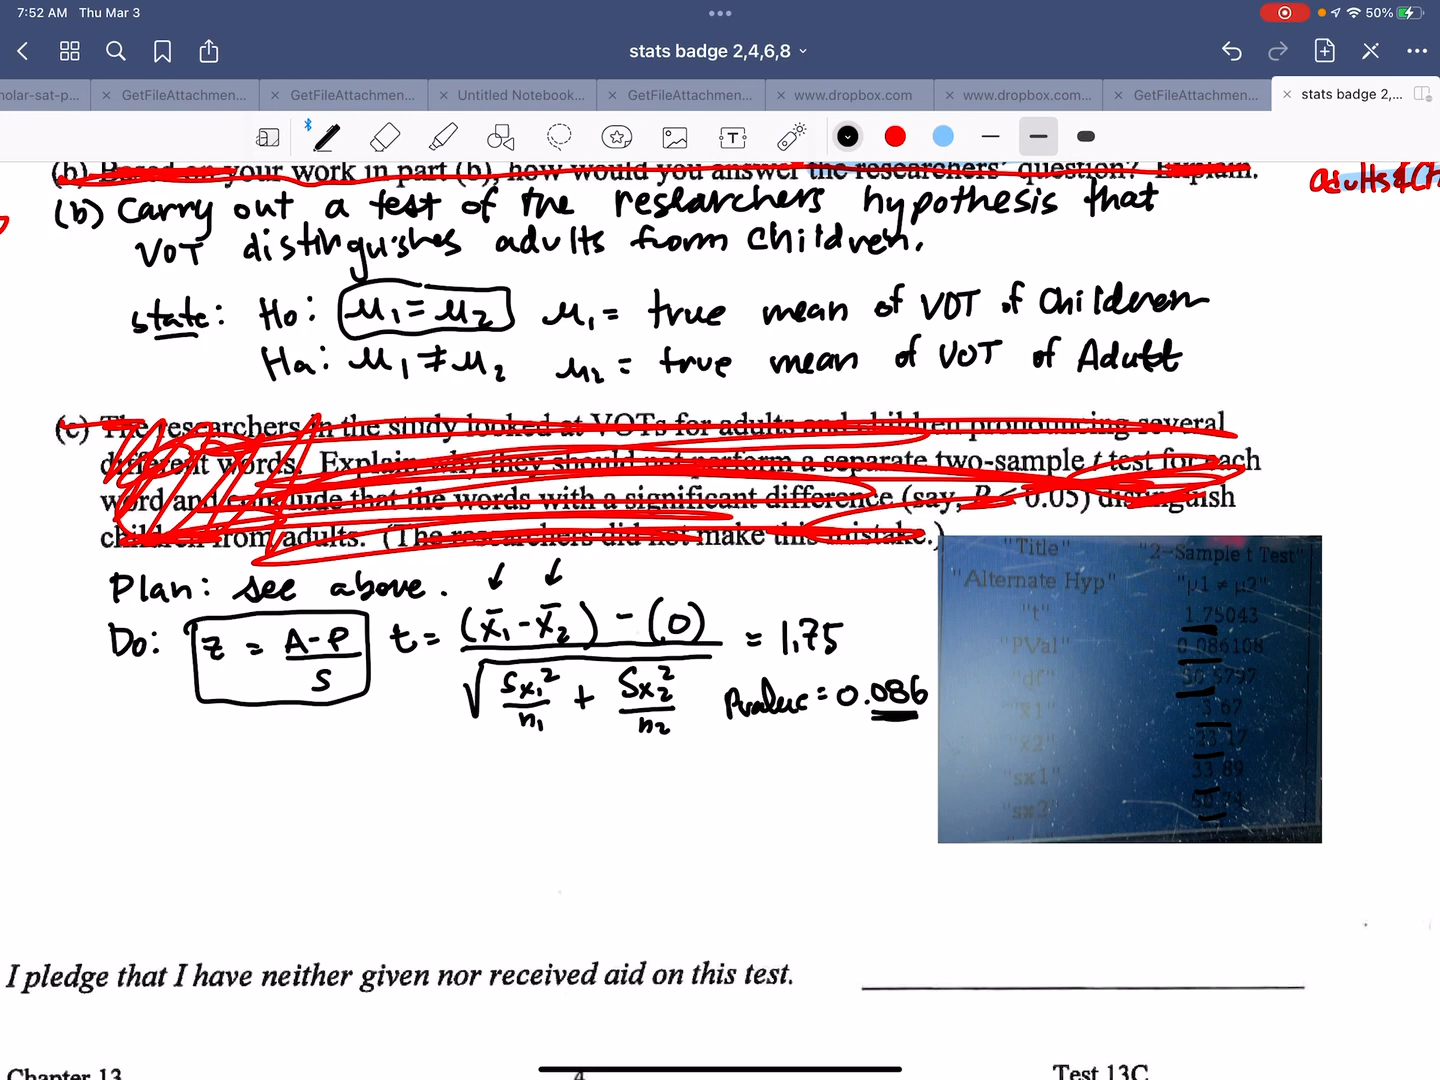 7:52 AM Thu Mar 3
50%
stats badge 2,4,6,8
holar-sat-p...
GetFileAttachmen...
GetFileAttachmen...
Untitled Notebook...
GetFileAttachmen...
www.dropbox.com
www.dropbox.com...
GetFileAttachmen...
stats badge 2,...
(b) Based on your work in part (b), how would you answer the researchers' question? Explain.
(b) Carry out a test of the researchers hypothesis that
VOT distinguishes adults form children.
state: Ho: μ1 = μ2 μ1 = true mean of VOT of Childeren
Ha: μ1 ≠ μ2 μ2 = true mean of VOT of Adult
(c) The researchers in the study looked at VOTs for adults and children pronouncing several
different words. Explain why they should not perform a separate two-sample t test for each
word and conclude that the words with a significant difference (say, P < 0.05) distinguish
children from adults. (The researchers did not make this mistake.)
Plan: see above.
Do: z = A-P / S t = (x̄1 - x̄2) - (0) / √(Sx1²/n1 + Sx2²/n2) = 1.75
Pvalue = 0.086
"Title" "2-Sample t Test"
"Alternate Hyp" "μ1 ≠ μ2"
"t" 1.75043
"PVal" 0.086108
"df"
"x̄1"
"x̄2"
"sx1" 33.89
"sx2"
I pledge that I have neither given nor received aid on this test.
Chapter 13 4 Test 13C